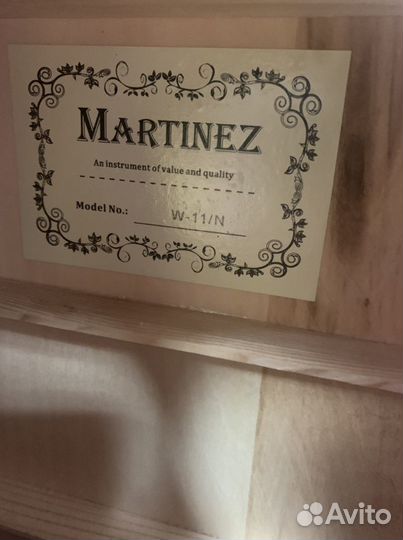 MARTINEZ
An instrument of value and quality
Model No.: W-11/N
Avito